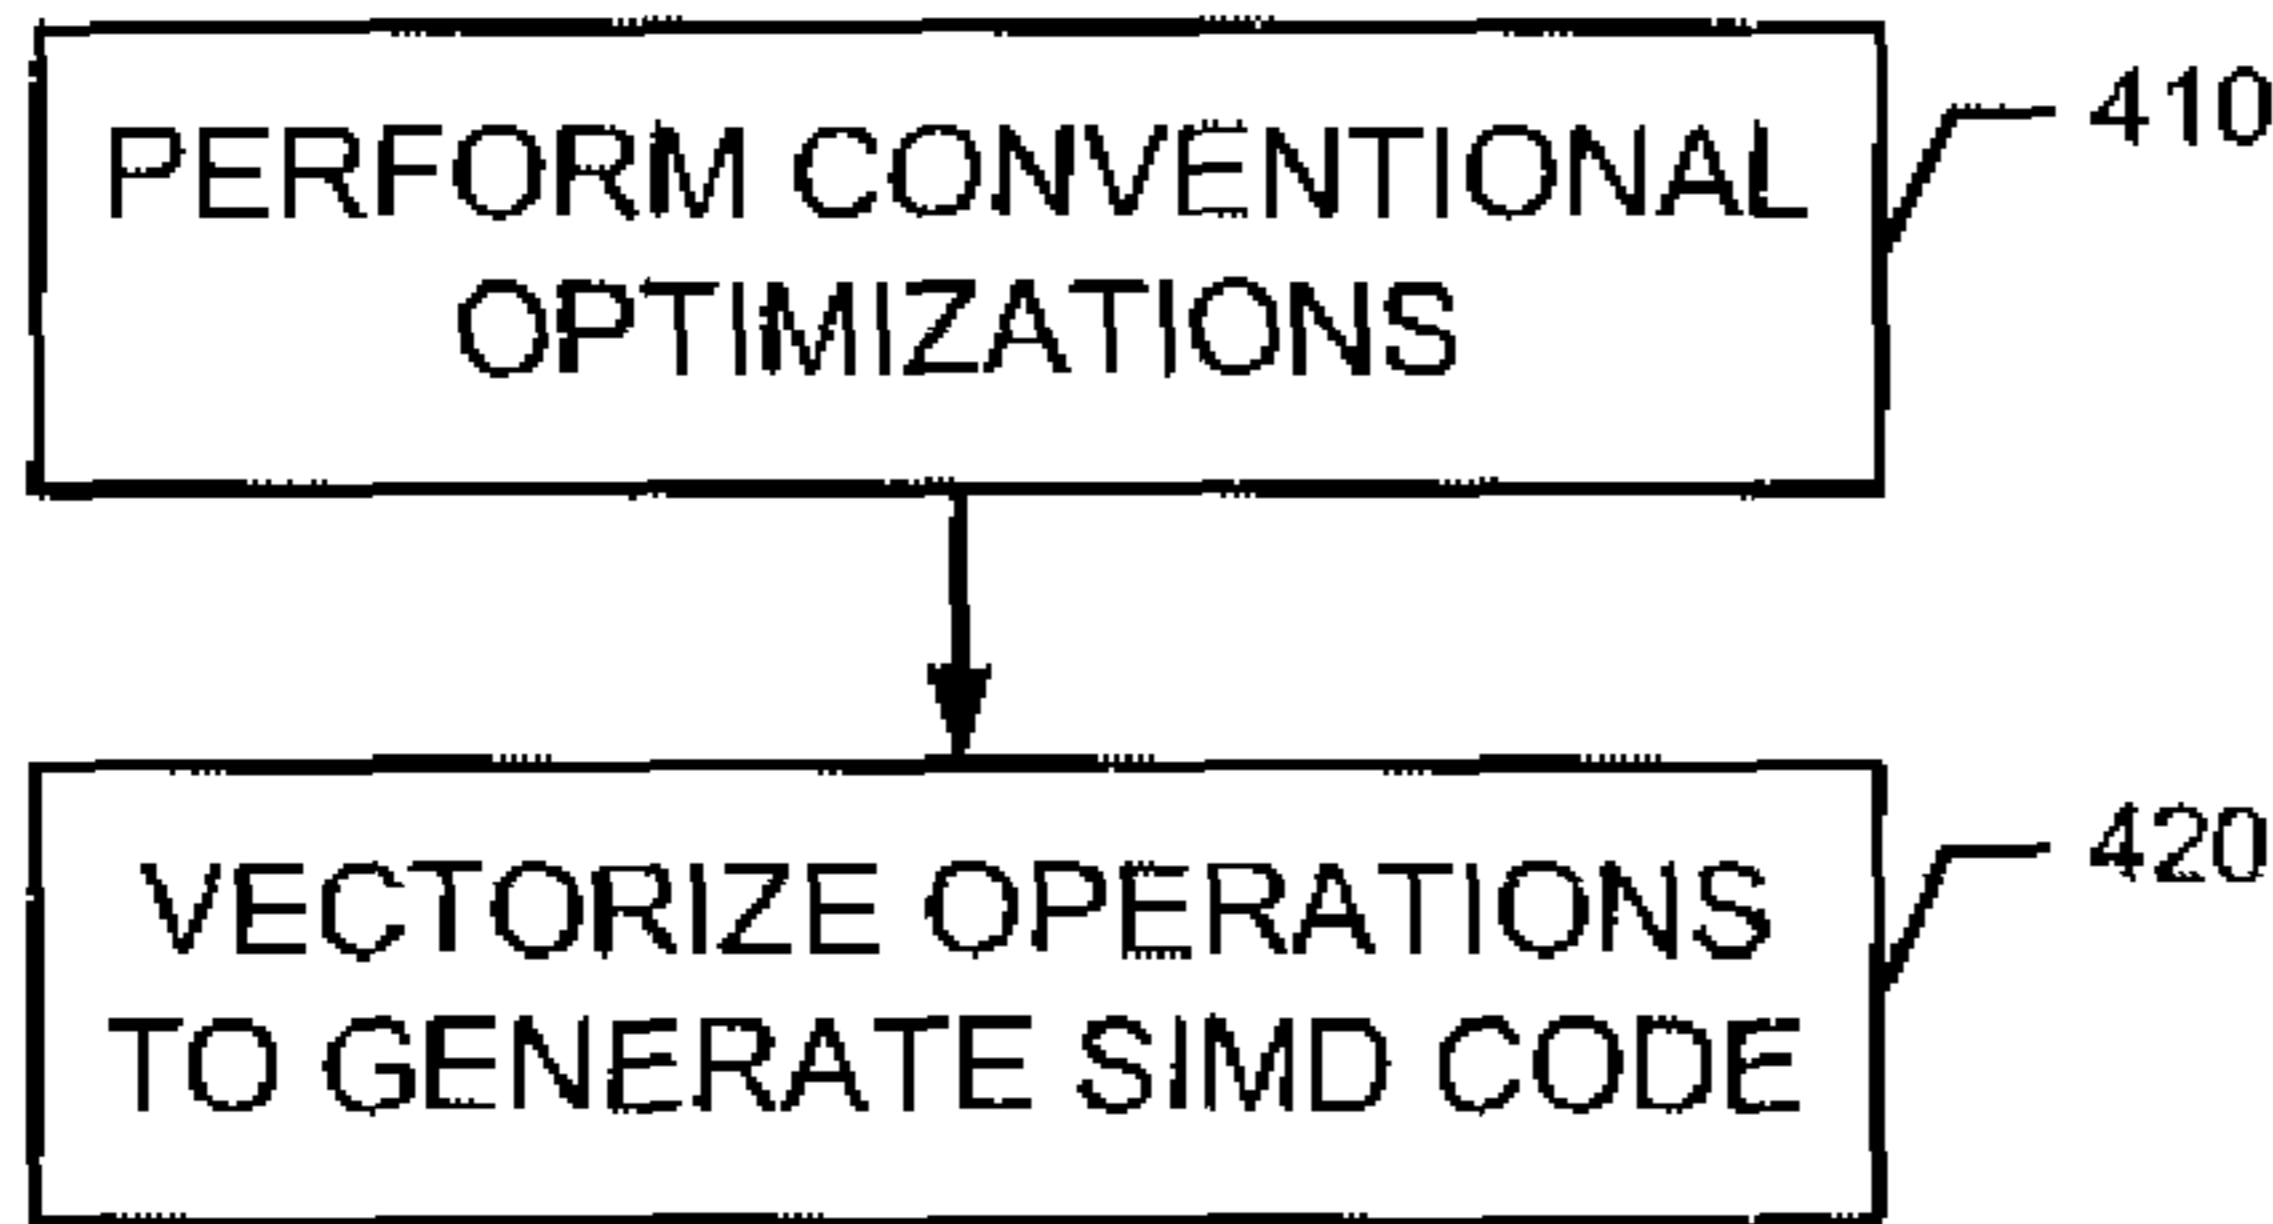 PERFORM CONVENTIONAL
OPTIMIZATIONS
410
VECTORIZE OPERATIONS
TO GENERATE SIMD CODE
420